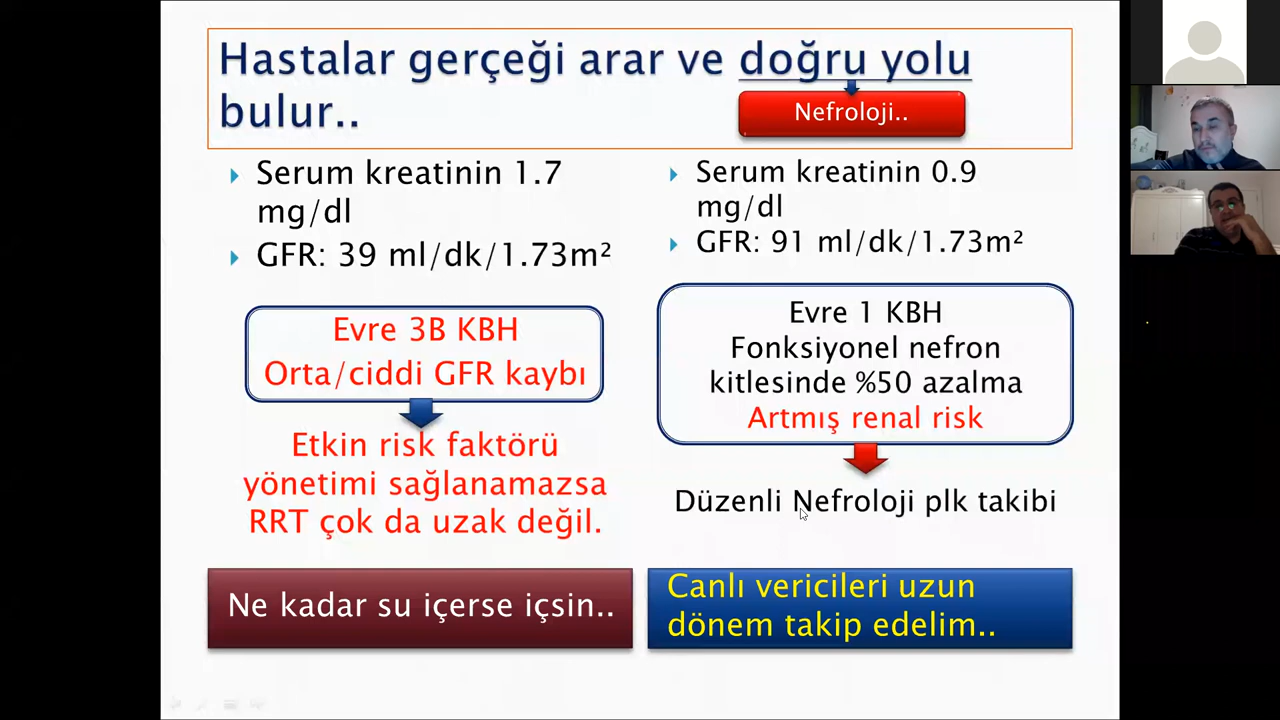 Hastalar gerçeği arar ve doğru yolu
bulur..
Nefroloji..
Serum kreatinin 1.7
mg/dl
GFR: 39 ml/dk/1.73m²
Evre 3B KBH
Orta/ciddi GFR kaybı
Etkin risk faktörü
yönetimi sağlanamazsa
RRT çok da uzak değil.
Ne kadar su içerse içsin..
Serum kreatinin 0.9
mg/dl
GFR: 91 ml/dk/1.73m²
Evre 1 KBH
Fonksiyonel nefron
kitlesinde %50 azalma
Artmış renal risk
Düzenli Nefroloji plk takibi
Canlı vericileri uzun
dönem takip edelim..